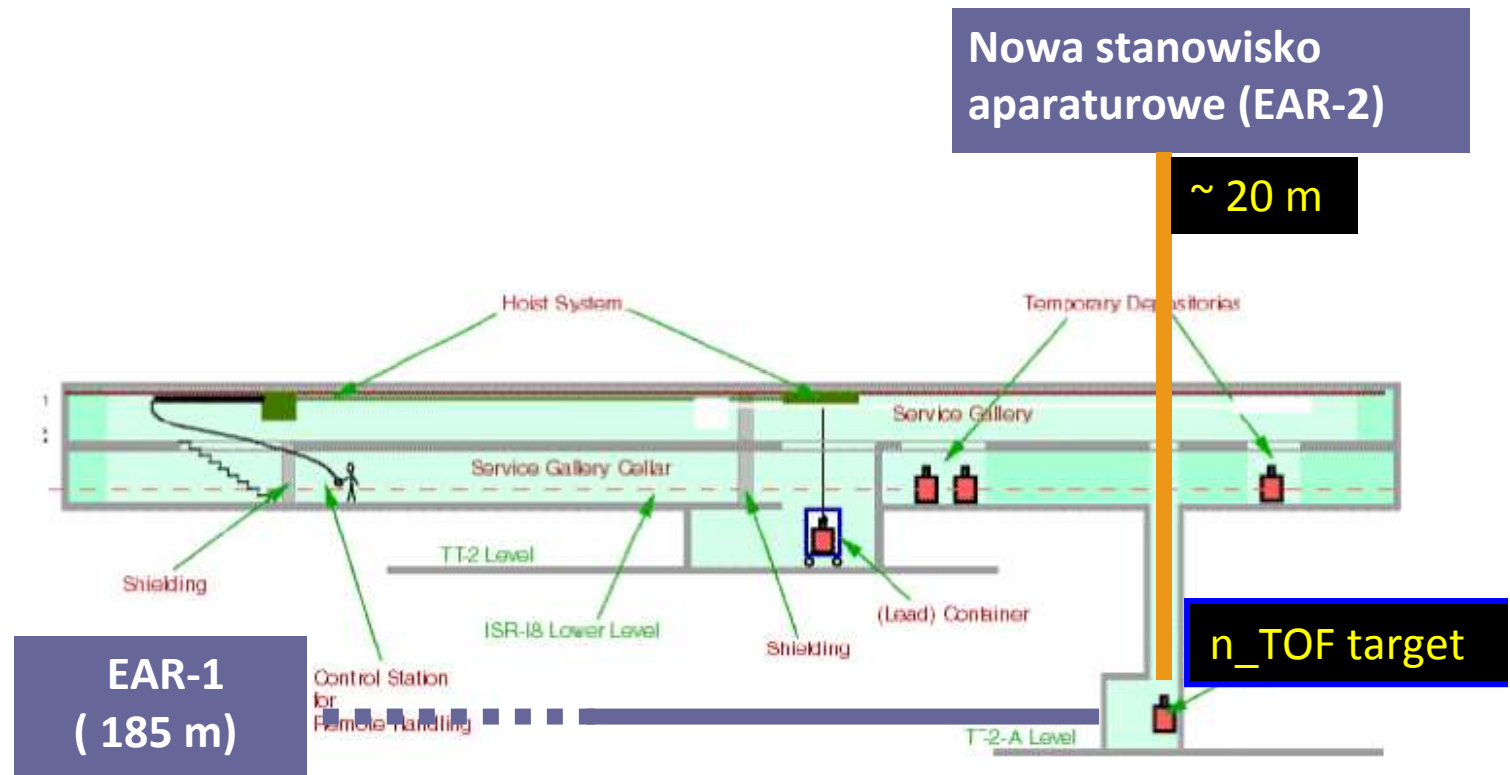 Nowa stanowisko
aparaturowe (EAR-2)
~ 20 m
Hoist System
Temporary Depositories
Service Gallery
Service Gallery Cellar
TT-2 Level
Shielding
(Lead) Container
ISR-I8 Lower Level
Shielding
n_TOF target
EAR-1
( 185 m)
Control Station
for
Remote Handling
TT-2-A Level